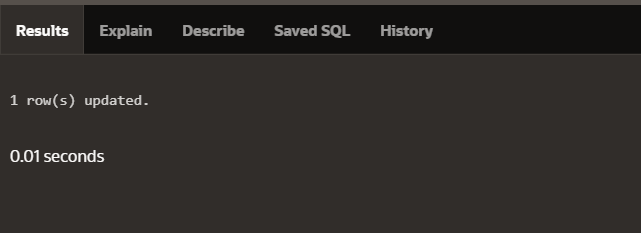 Results Explain Describe Saved SQL History
1 row(s) updated.
0.01 seconds